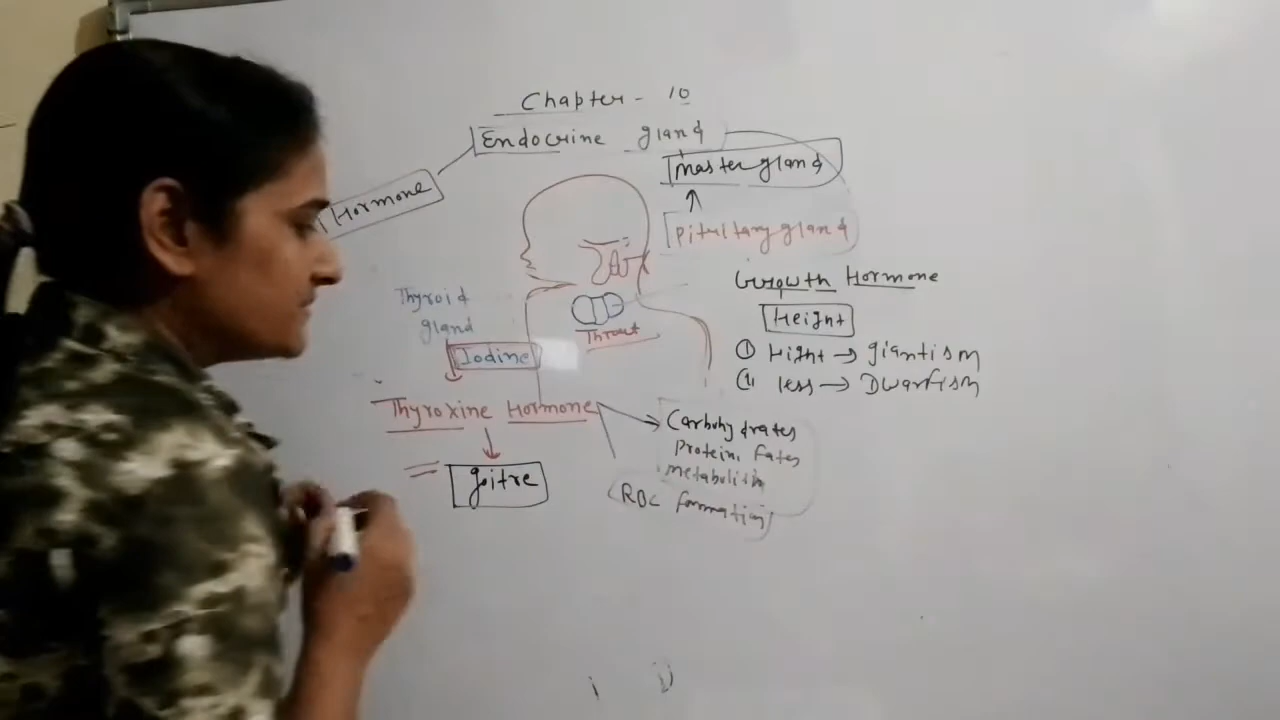 Chapter - 10
Endocrine gland
Hormone
Master gland
Pituitary gland
Thyroid
gland
Iodine
Throat
Growth Hormone
Height
① Hight → giantism
② less → Dwarfism
Thyroxine Hormone
goitre
Carbohydrates
Protein, Fates
metabolism
RBC formation